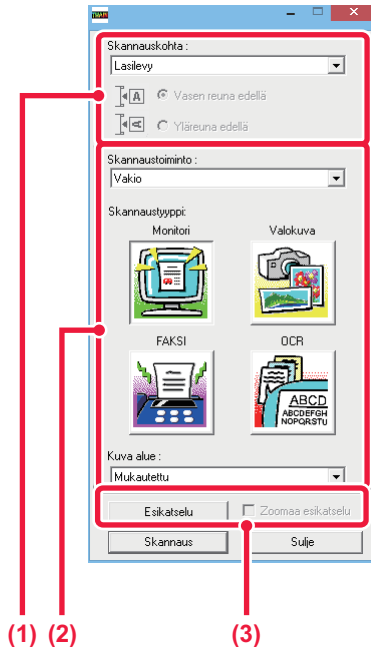 TWAIN
Skannauskohta :
Lasilevy
A
Vasen reuna edellä
A
Yläreuna edellä
Skannaustoiminto :
Vakio
Skannaustyyppi:
Monitori
Valokuva
FAKSI
OCR
ABCD
ABCDEFGH
NOPQRSTU
Kuva alue :
Mukautettu
Esikatselu
Zoomaa esikatselu
Skannaus
Sulje
(1) (2) (3)